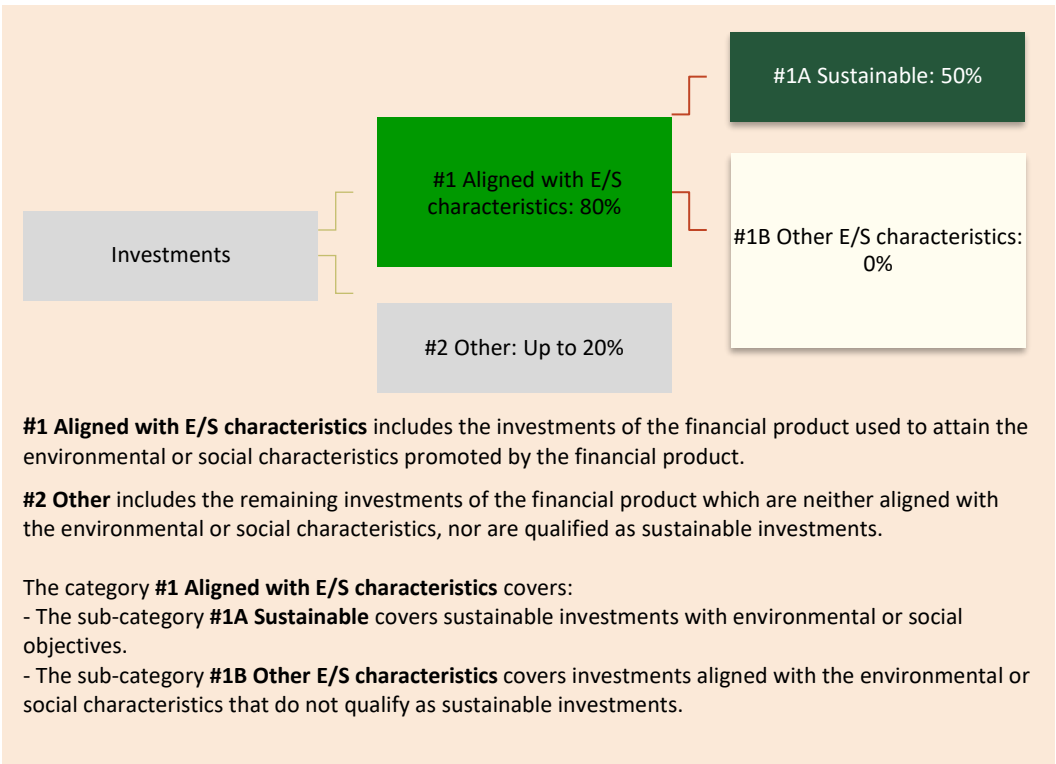 #1A Sustainable: 50%
#1 Aligned with E/S
characteristics: 80%
#1B Other E/S characteristics:
0%
Investments
#2 Other: Up to 20%
#1 Aligned with E/S characteristics includes the investments of the financial product used to attain the
environmental or social characteristics promoted by the financial product.
#2 Other includes the remaining investments of the financial product which are neither aligned with
the environmental or social characteristics, nor are qualified as sustainable investments.
The category #1 Aligned with E/S characteristics covers:
- The sub-category #1A Sustainable covers sustainable investments with environmental or social
objectives.
- The sub-category #1B Other E/S characteristics covers investments aligned with the environmental or
social characteristics that do not qualify as sustainable investments.